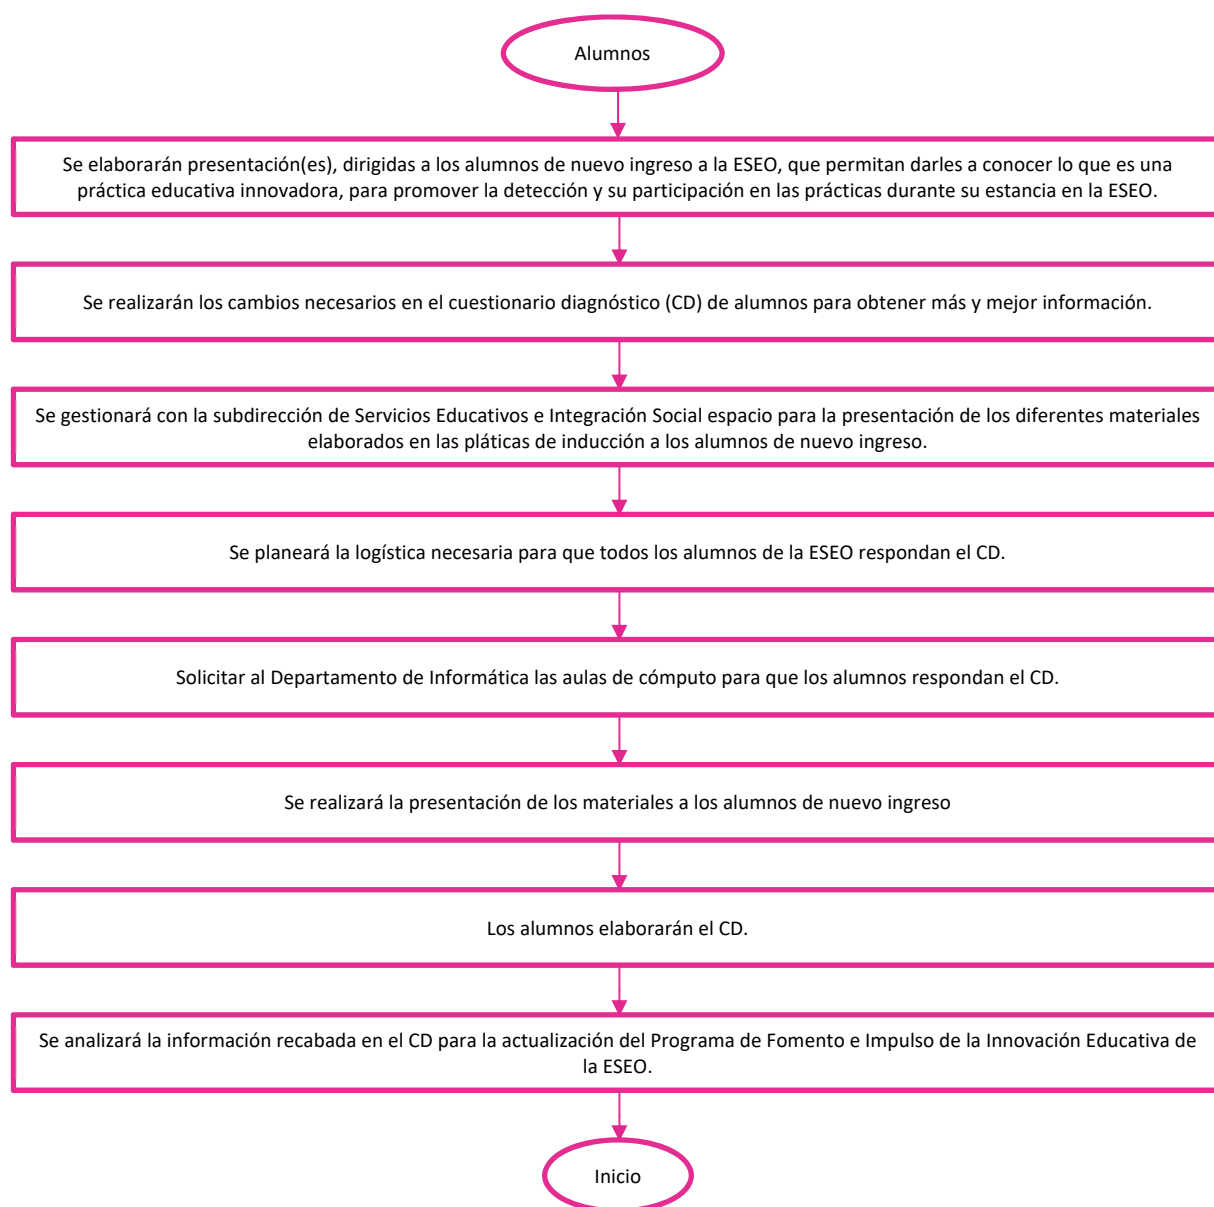 Alumnos
Se elaborarán presentación(es), dirigidas a los alumnos de nuevo ingreso a la ESEO, que permitan darles a conocer lo que es una
práctica educativa innovadora, para promover la detección y su participación en las prácticas durante su estancia en la ESEO.
Se realizarán los cambios necesarios en el cuestionario diagnóstico (CD) de alumnos para obtener más y mejor información.
Se gestionará con la subdirección de Servicios Educativos e Integración Social espacio para la presentación de los diferentes materiales
elaborados en las pláticas de inducción a los alumnos de nuevo ingreso.
Se planeará la logística necesaria para que todos los alumnos de la ESEO respondan el CD.
Solicitar al Departamento de Informática las aulas de cómputo para que los alumnos respondan el CD.
Se realizará la presentación de los materiales a los alumnos de nuevo ingreso
Los alumnos elaborarán el CD.
Se analizará la información recabada en el CD para la actualización del Programa de Fomento e Impulso de la Innovación Educativa de
la ESEO.
Inicio